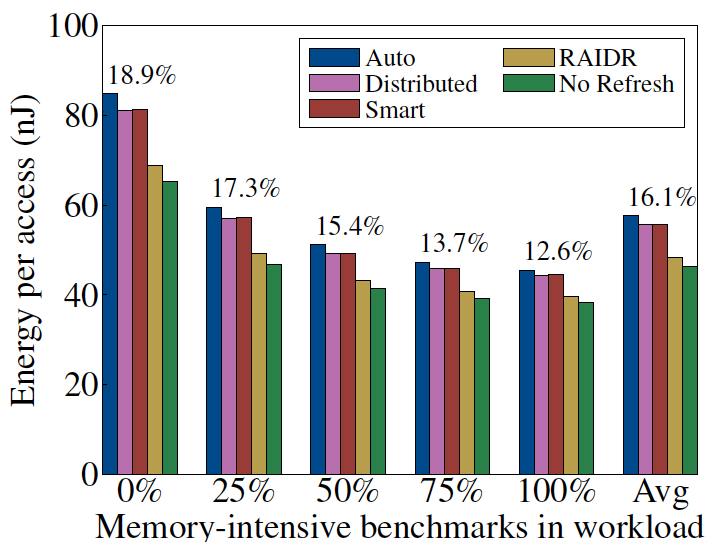 100
80
60
40
20
0
Energy per access (nJ)
Auto
Distributed
Smart
RAIDR
No Refresh
18.9%
17.3%
15.4%
13.7%
12.6%
16.1%
0% 25% 50% 75% 100% Avg
Memory-intensive benchmarks in workload